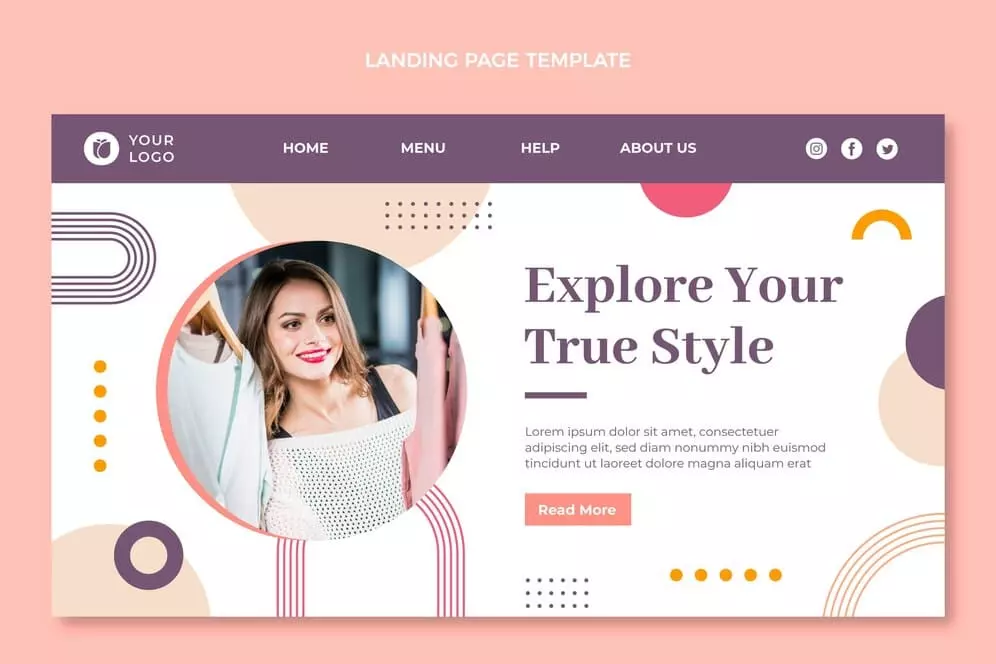 LANDING PAGE TEMPLATE
YOUR
LOGO
HOME MENU HELP ABOUT US
Explore Your
True Style
Lorem ipsum dolor sit amet, consectetuer
adipiscing elit, sed diam nonummy nibh euismod
tincidunt ut laoreet dolore magna aliquam erat
Read More